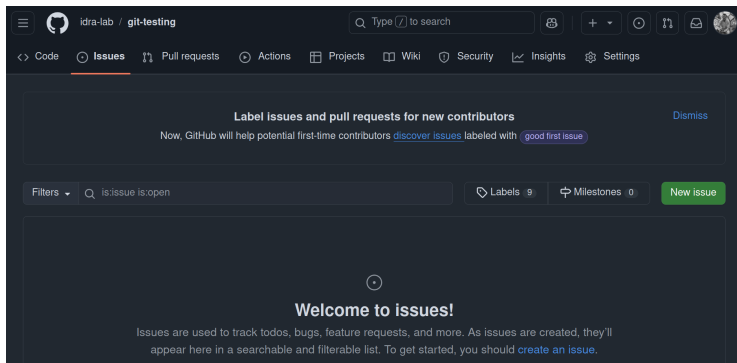 idra-lab / git-testing Type / to search
Code Issues Pull requests Actions Projects Wiki Security Insights Settings
Label issues and pull requests for new contributors Dismiss
Now, GitHub will help potential first-time contributors discover issues labeled with good first issue
Filters is:issue is:open Labels 9 Milestones 0 New issue
Welcome to issues!
Issues are used to track todos, bugs, feature requests, and more. As issues are created, they'll
appear here in a searchable and filterable list. To get started, you should create an issue.